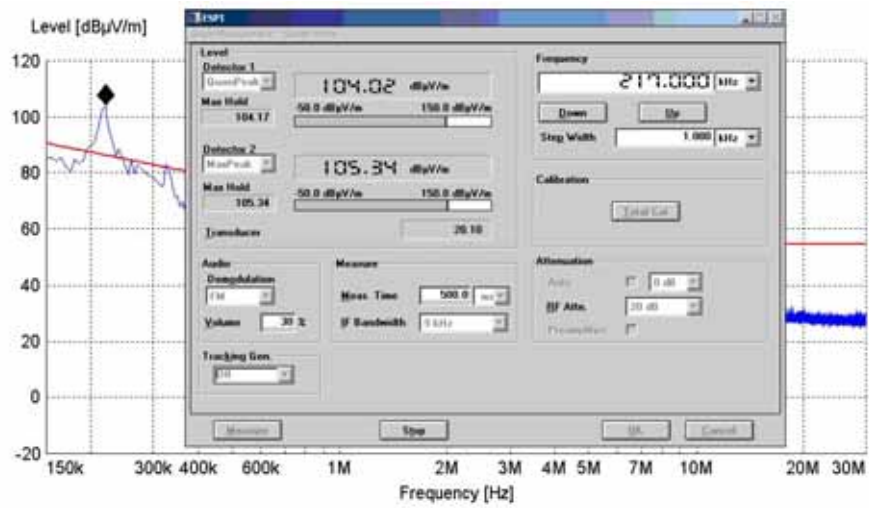 ESPI
Level [dBµV/m]
120
100
80
60
40
20
0
-20
Level
Detector 1
QuasiPeak
104.02 dBµV/m
Max Hold
104.17
-50.0 dBµV/m 150.0 dBµV/m
Detector 2
MaxPeak
105.34 dBµV/m
Max Hold
105.34
-50.0 dBµV/m 150.0 dBµV/m
Transducer 20.10
Frequency
217.000 kHz
Down Up
Step Width 1.000 kHz
Calibration
Total Cal
Audio
Demodulation
FM
Volume 30 %
Measure
Meas. Time 500.0 ms
IF Bandwidth 9 kHz
Attenuation
Auto 0 dB
RF Attn. 20 dB
Preamplifier
Tracking Gen.
Off
Measure Stop OK Cancel
150k 300k 400k 600k 1M 2M 3M 4M 5M 7M 10M 20M 30M
Frequency [Hz]